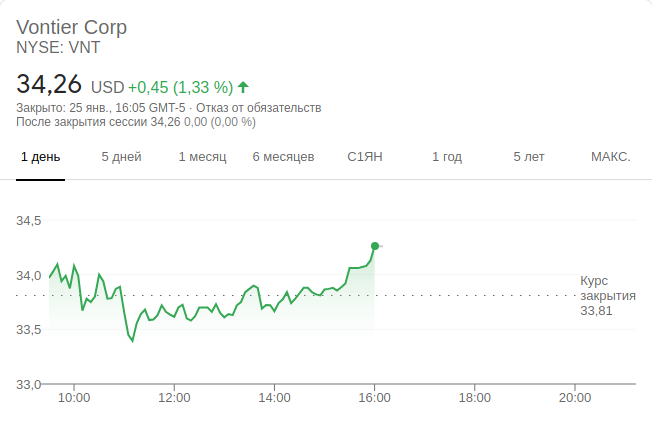 Vontier Corp
NYSE: VNT
34,26 USD +0,45 (1,33 %)
Закрыто: 25 янв., 16:05 GMT-5 · Отказ от обязательств
После закрытия сессии 34,26 0,00 (0,00 %)
1 день 5 дней 1 месяц 6 месяцев С1ЯН 1 год 5 лет МАКС.
34,5
34,0
Курс
закрытия
33,81
33,5
33,0
10:00 12:00 14:00 16:00 18:00 20:00